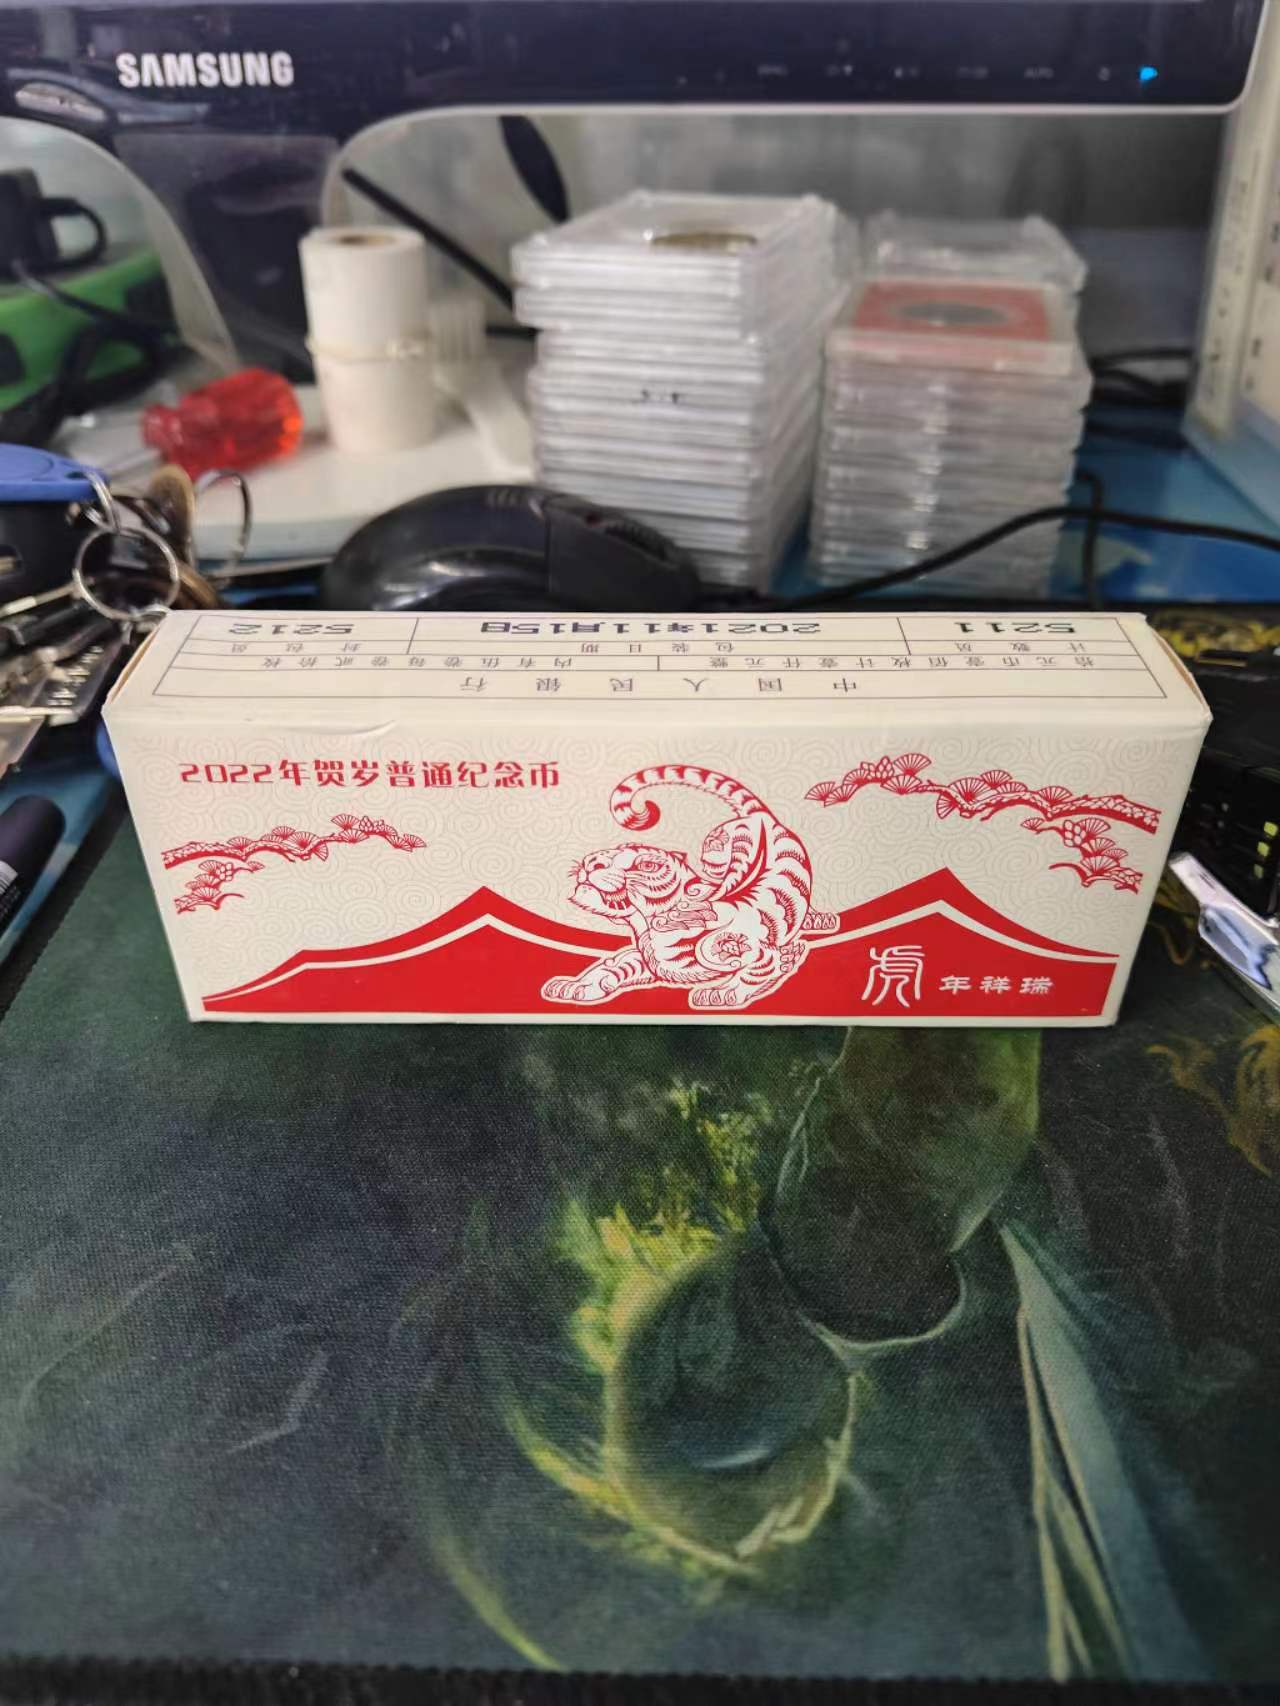 SAMSUNG
中国人民银行
拾元币壹佰枚计壹仟元整 内有伍卷每卷贰拾枚
计数员 包装日期 封包员
5211 2021年11月15日 5212
2022年贺岁普通纪念币
虎年祥瑞